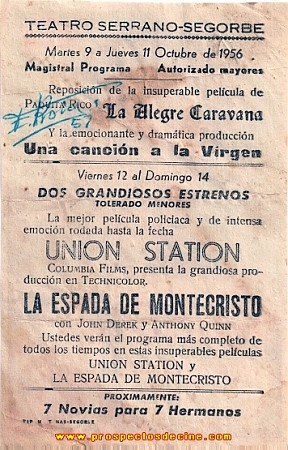 TEATRO SERRANO-SEGORBE
Martes 9 a Jueves 11 Octubre de 1956
Magistral Programa Autorizado mayores
Reposición de la insuperable película de
PAQUITA RICO La Alegre Caravana
Y la emocionante y dramática producción
Una canción a la Virgen
Viernes 12 al Domingo 14
DOS GRANDIOSOS ESTRENOS
TOLERADO MENORES
La mejor película policiaca y de intensa
emoción rodada hasta la fecha
UNION STATION
COLUMBIA FILMS, presenta la grandiosa pro-
ducción en TECHNICOLOR.
LA ESPADA DE MONTECRISTO
con JOHN DEREK y ANTHONY QUINN
Ustedes verán el programa más completo de
todos los tiempos en estas insuperables películas
UNION STATION
y
LA ESPADA DE MONTECRISTO
PROXIMAMENTE:
7 Novias para 7 Hermanos
www.prospectosdecine.com